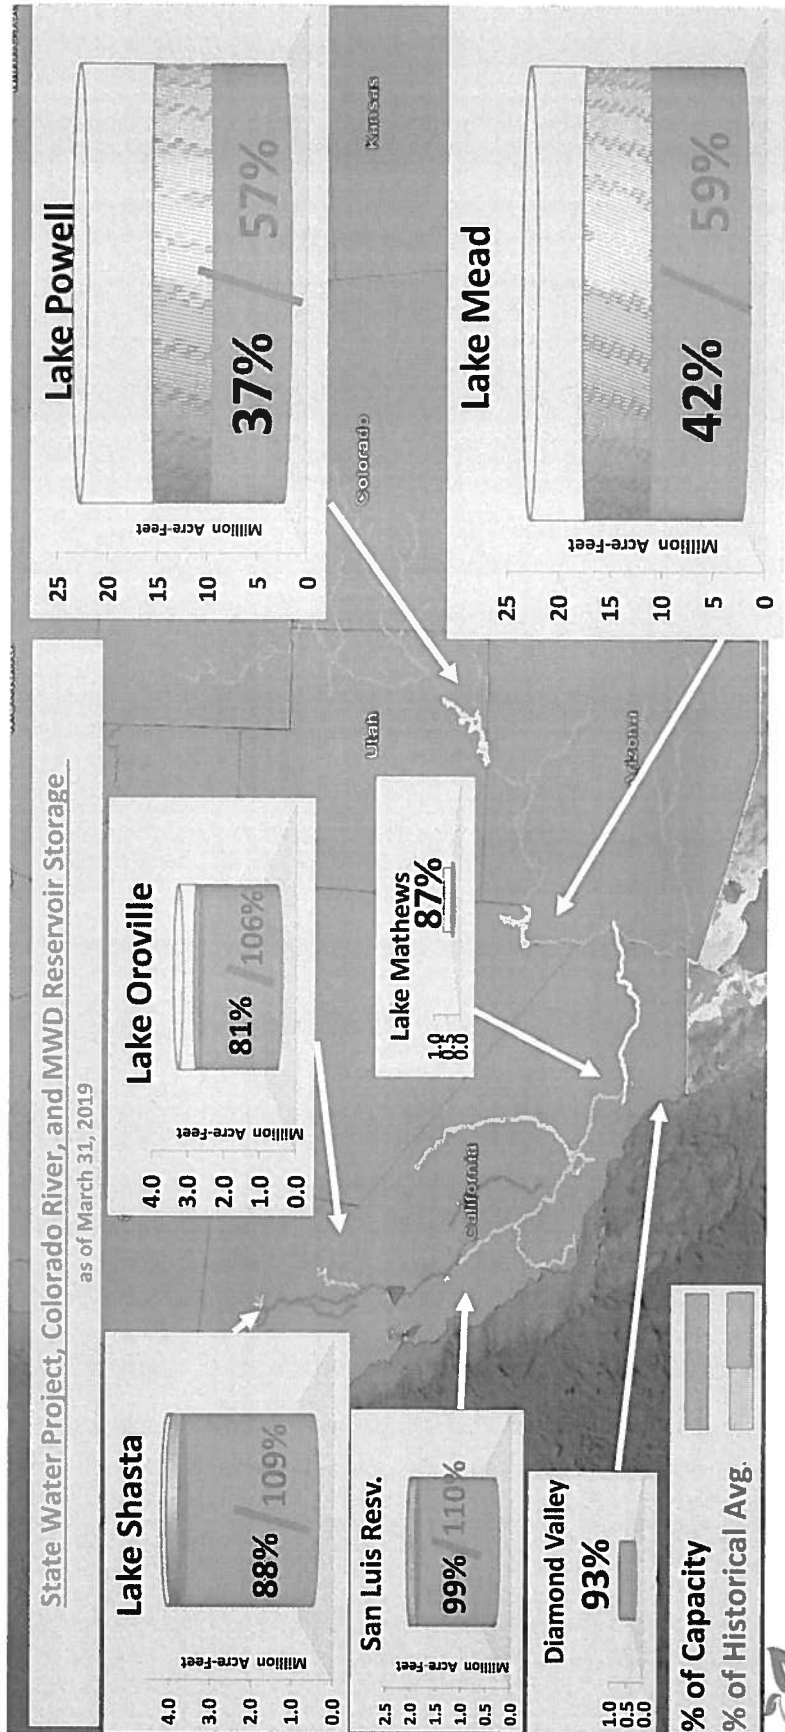 State Water Project, Colorado River, and MWD Reservoir Storage
as of March 31, 2019
Lake Shasta
4.0
3.0
2.0
1.0
0.0
Million Acre-Feet
88% / 109%
Lake Oroville
4.0
3.0
2.0
1.0
0.0
Million Acre-Feet
81% / 106%
Lake Powell
25
20
15
10
5
0
Million Acre-Feet
37% / 57%
San Luis Resv.
2.5
2.0
1.5
1.0
0.5
0.0
Million Acre-Feet
99% / 110%
Lake Mathews
1.0
0.5
0.0
87%
Lake Mead
25
20
15
10
5
0
Million Acre-Feet
42% / 59%
Diamond Valley
1.0
0.5
0.0
93%
% of Capacity
% of Historical Avg.
California
Utah
Arizona
Colorado
Kansas